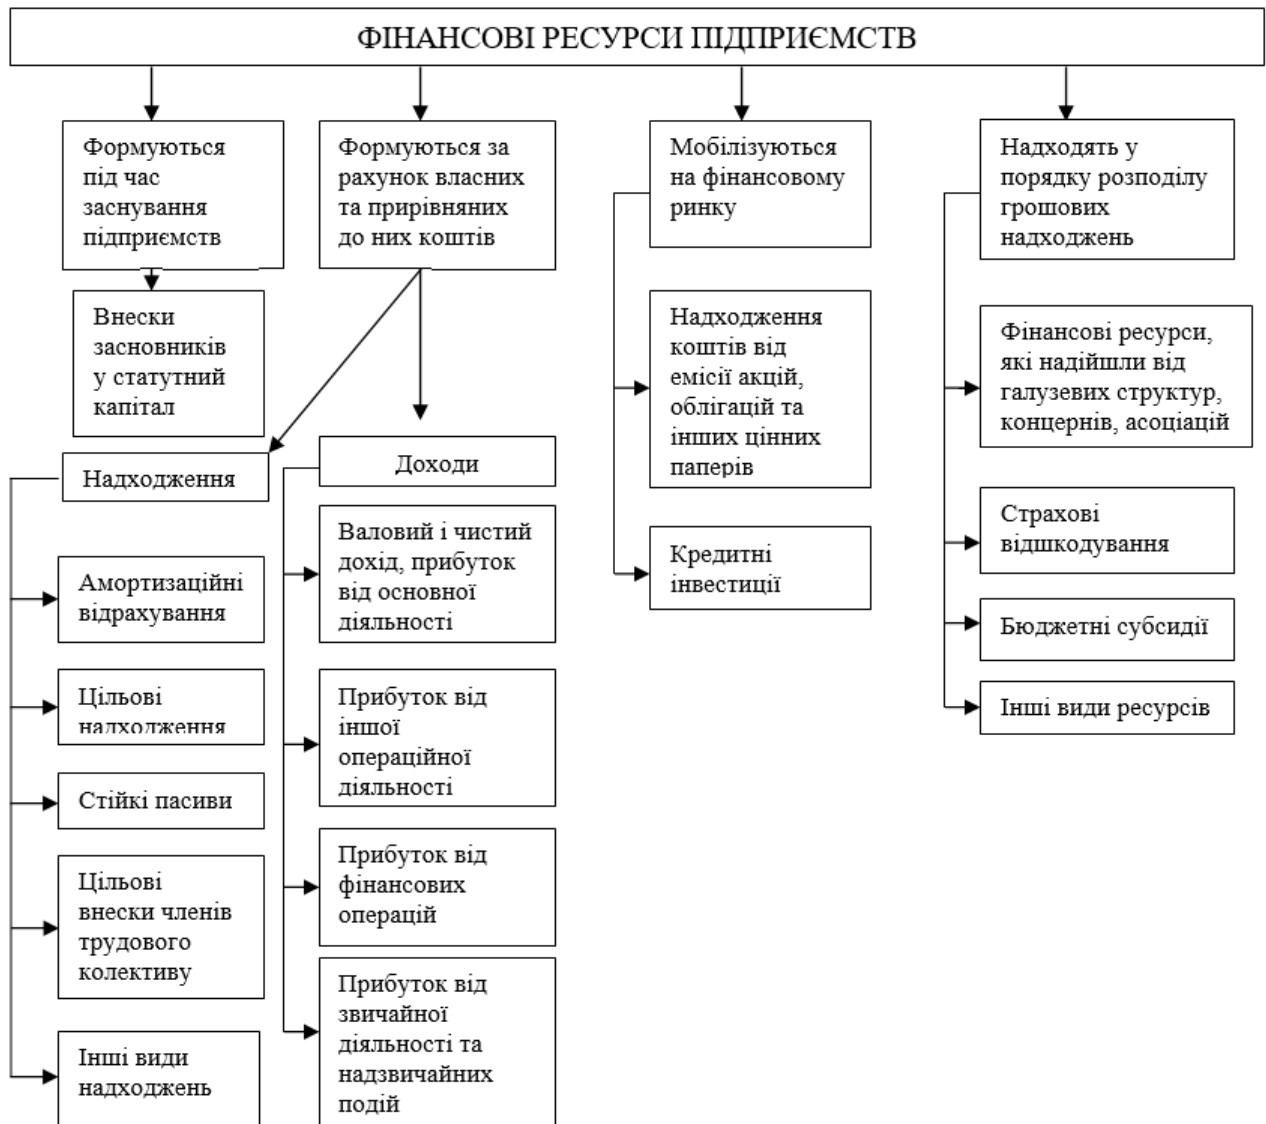 ФІНАНСОВІ РЕСУРСИ ПІДПРИЄМСТВ
Формуються
під час
заснування
підприємств
Внески
засновників
у статутний
капітал
Формуються за
рахунок власних
та прирівняних
до них коштів
Надходження
Амортизаційні
відрахування
Цільові
надходження
Стійкі пасиви
Цільові
внески членів
трудового
колективу
Інші види
надходжень
Доходи
Валовий і чистий
дохід, прибуток
від основної
діяльності
Прибуток від
іншої
операційної
діяльності
Прибуток від
фінансових
операцій
Прибуток від
звичайної
діяльності та
надзвичайних
подій
Мобілізуються
на фінансовому
ринку
Надходження
коштів від
емісії акцій,
облігацій та
інших цінних
паперів
Кредитні
інвестиції
Надходять у
порядку розподілу
грошових
надходжень
Фінансові ресурси,
які надійшли від
галузевих структур,
концернів, асоціацій
Страхові
відшкодування
Бюджетні субсидії
Інші види ресурсів